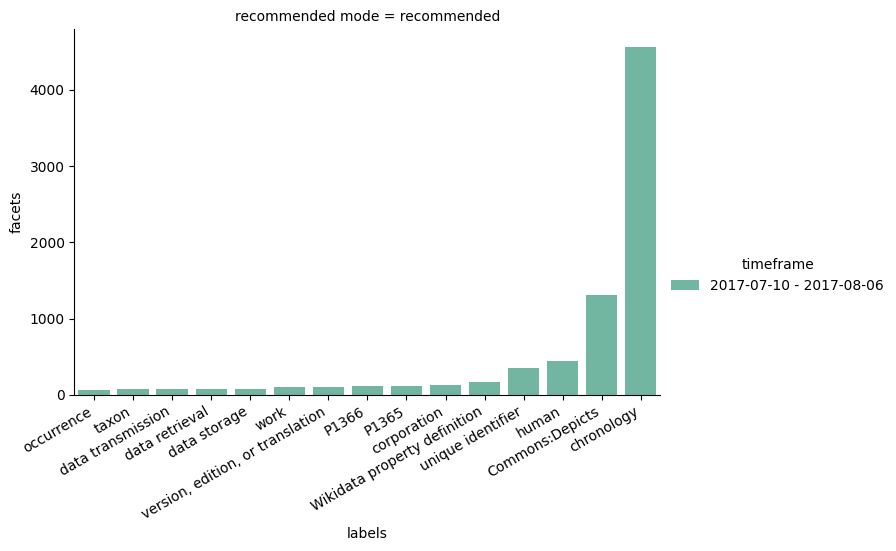 recommended mode = recommended
facets
4000
3000
2000
1000
0
occurrence
taxon
data transmission
data retrieval
data storage
work
version, edition, or translation
P1366
P1365
corporation
Wikidata property definition
unique identifier
human
Commons:Depicts
chronology
labels
timeframe
2017-07-10 - 2017-08-06